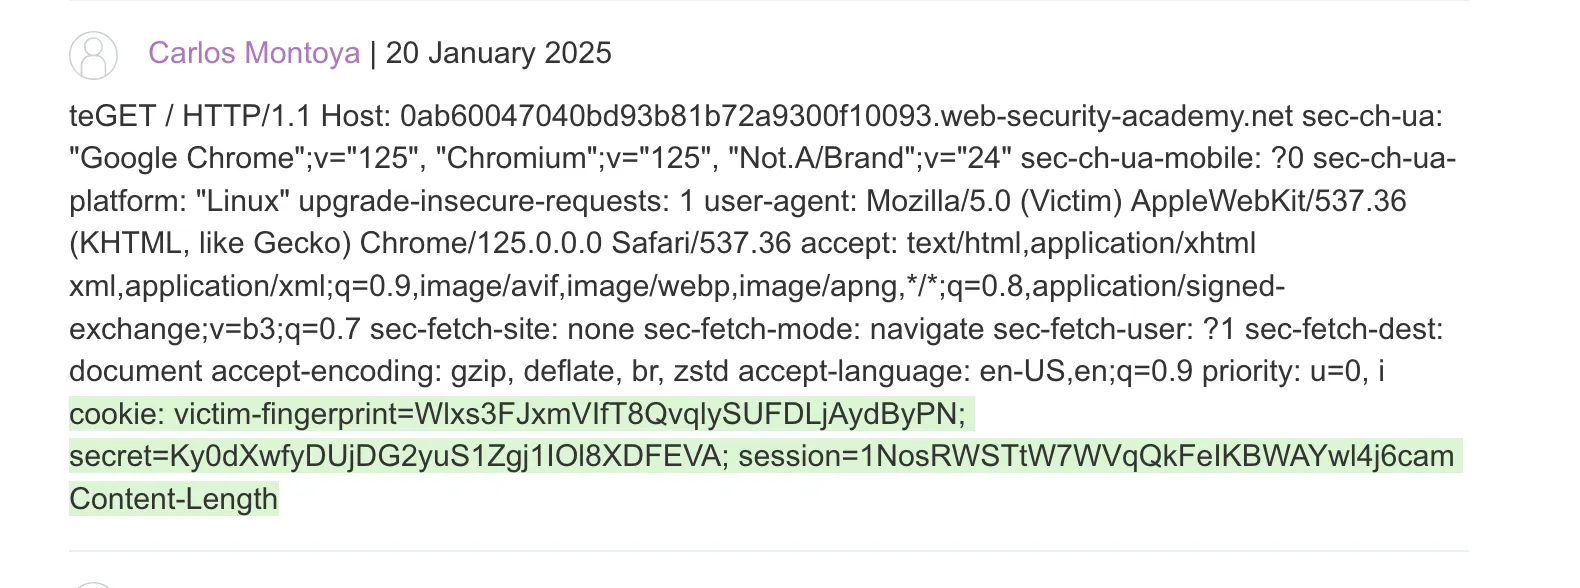 Carlos Montoya | 20 January 2025
teGET / HTTP/1.1 Host: 0ab60047040bd93b81b72a9300f10093.web-security-academy.net sec-ch-ua:
"Google Chrome";v="125", "Chromium";v="125", "Not.A/Brand";v="24" sec-ch-ua-mobile: ?0 sec-ch-ua-
platform: "Linux" upgrade-insecure-requests: 1 user-agent: Mozilla/5.0 (Victim) AppleWebKit/537.36
(KHTML, like Gecko) Chrome/125.0.0.0 Safari/537.36 accept: text/html,application/xhtml
xml,application/xml;q=0.9,image/avif,image/webp,image/apng,*/*;q=0.8,application/signed-
exchange;v=b3;q=0.7 sec-fetch-site: none sec-fetch-mode: navigate sec-fetch-user: ?1 sec-fetch-dest:
document accept-encoding: gzip, deflate, br, zstd accept-language: en-US,en;q=0.9 priority: u=0, i
cookie: victim-fingerprint=Wlxs3FJxmVIfT8QvqlySUFDLjAydByPN;
secret=Ky0dXwfyDUjDG2yuS1Zgj1IOl8XDFEVA; session=1NosRWSTtW7WVqQkFeIKBWAYwl4j6cam
Content-Length